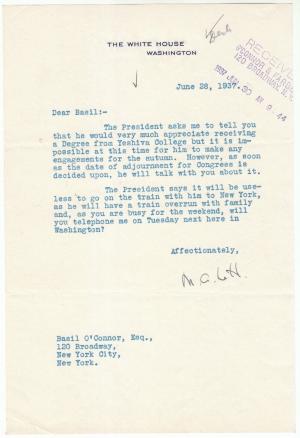 THE WHITE HOUSE
WASHINGTON
RECEIVED
O'CONNOR & FARBER
120 BROADWAY, N.Y.
June 28, 1937.
Dear Basil:-
The President asks me to tell you
that he would very much appreciate receiving
a Degree from Yeshiva College but it is im-
possible at this time for him to make any
engagements for the autumn. However, as soon
as the date of adjournment for Congress is
decided upon, he will talk with you about it.
The President says it will be use-
less to go on the train with him to New York,
as he will have a train overrun with family
and, as you are busy for the weekend, will
you telephone me on Tuesday next here in
Washington?
Affectionately,
M.A.L.H.
Basil O'Connor, Esq.,
120 Broadway,
New York City,
New York.